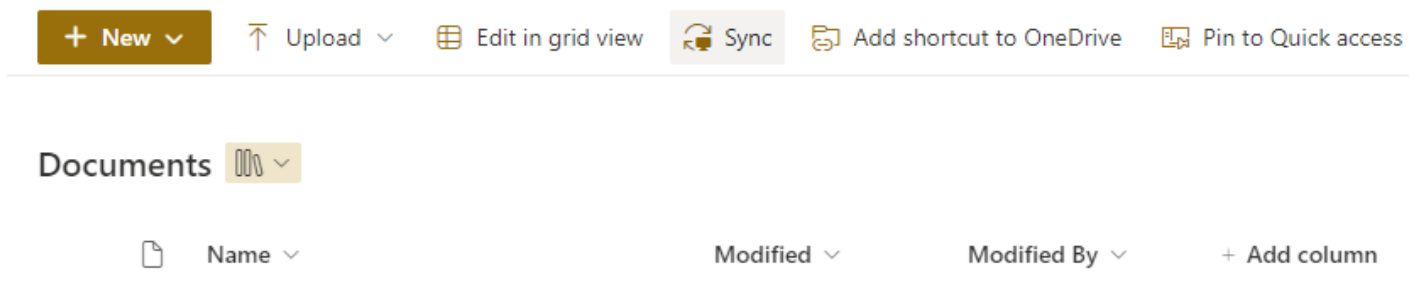 + New Upload Edit in grid view Sync Add shortcut to OneDrive Pin to Quick access
Documents
Name Modified Modified By + Add column